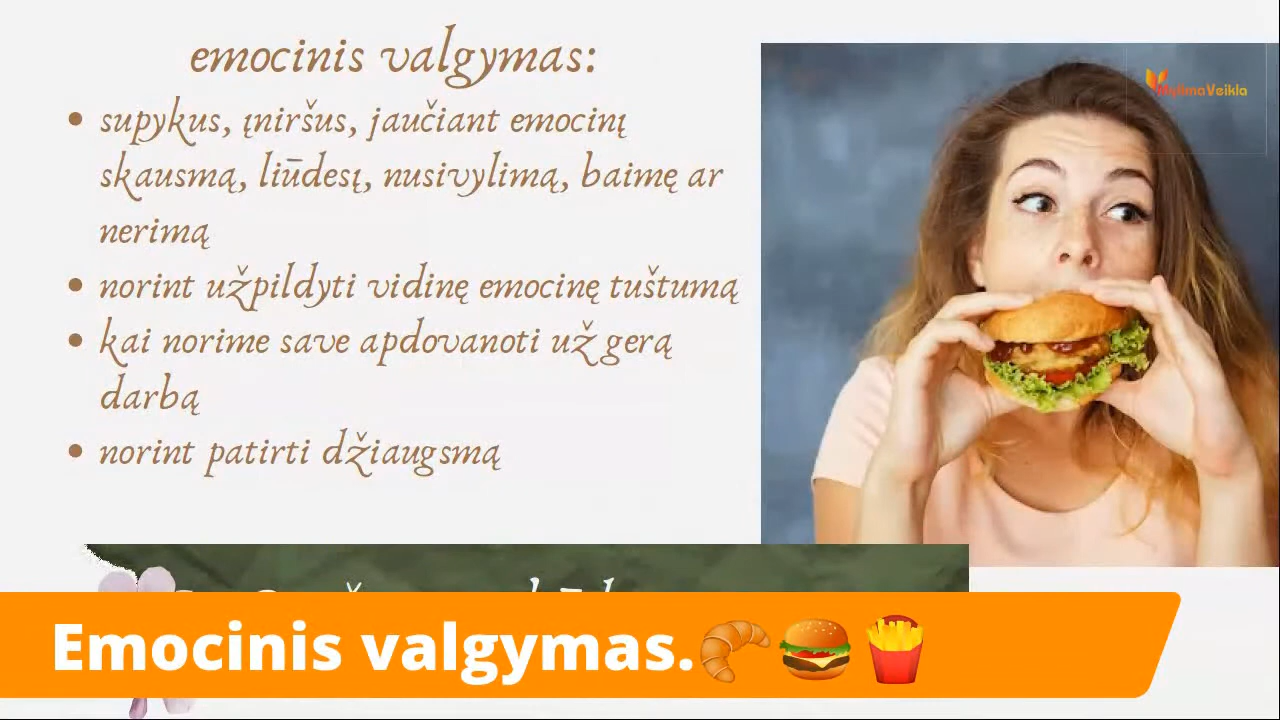 emocinis valgymas:
• supykus, įniršus, jaučiant emocinį
skausmą, liūdesį, nusivylimą, baimę ar
nerimą
• norint užpildyti vidinę emocinę tuštumą
• kai norime save apdovanoti už gerą
darbą
• norint patirti džiaugsmą
MylimaVeikla
Emocinis valgymas.🥐🍔🍟